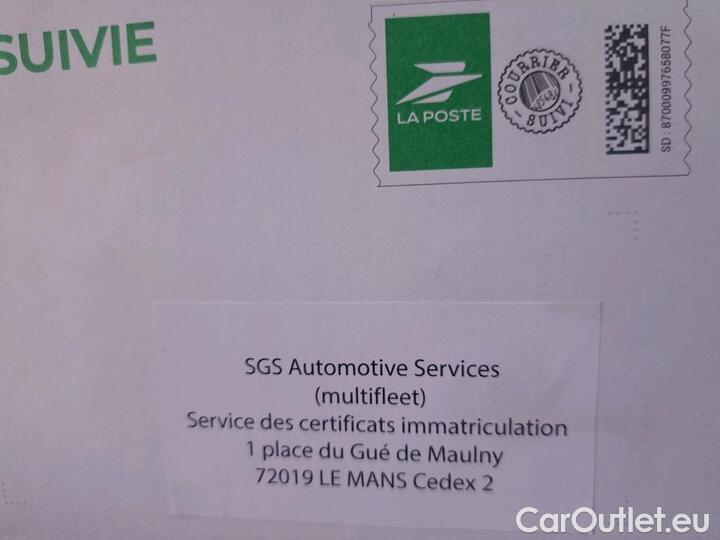 SUIVIE
LA POSTE
COURRIER
SUIVI
SD : 87000997658077F
SGS Automotive Services
(multifleet)
Service des certificats immatriculation
1 place du Gué de Maulny
72019 LE MANS Cedex 2
CarOutlet.eu